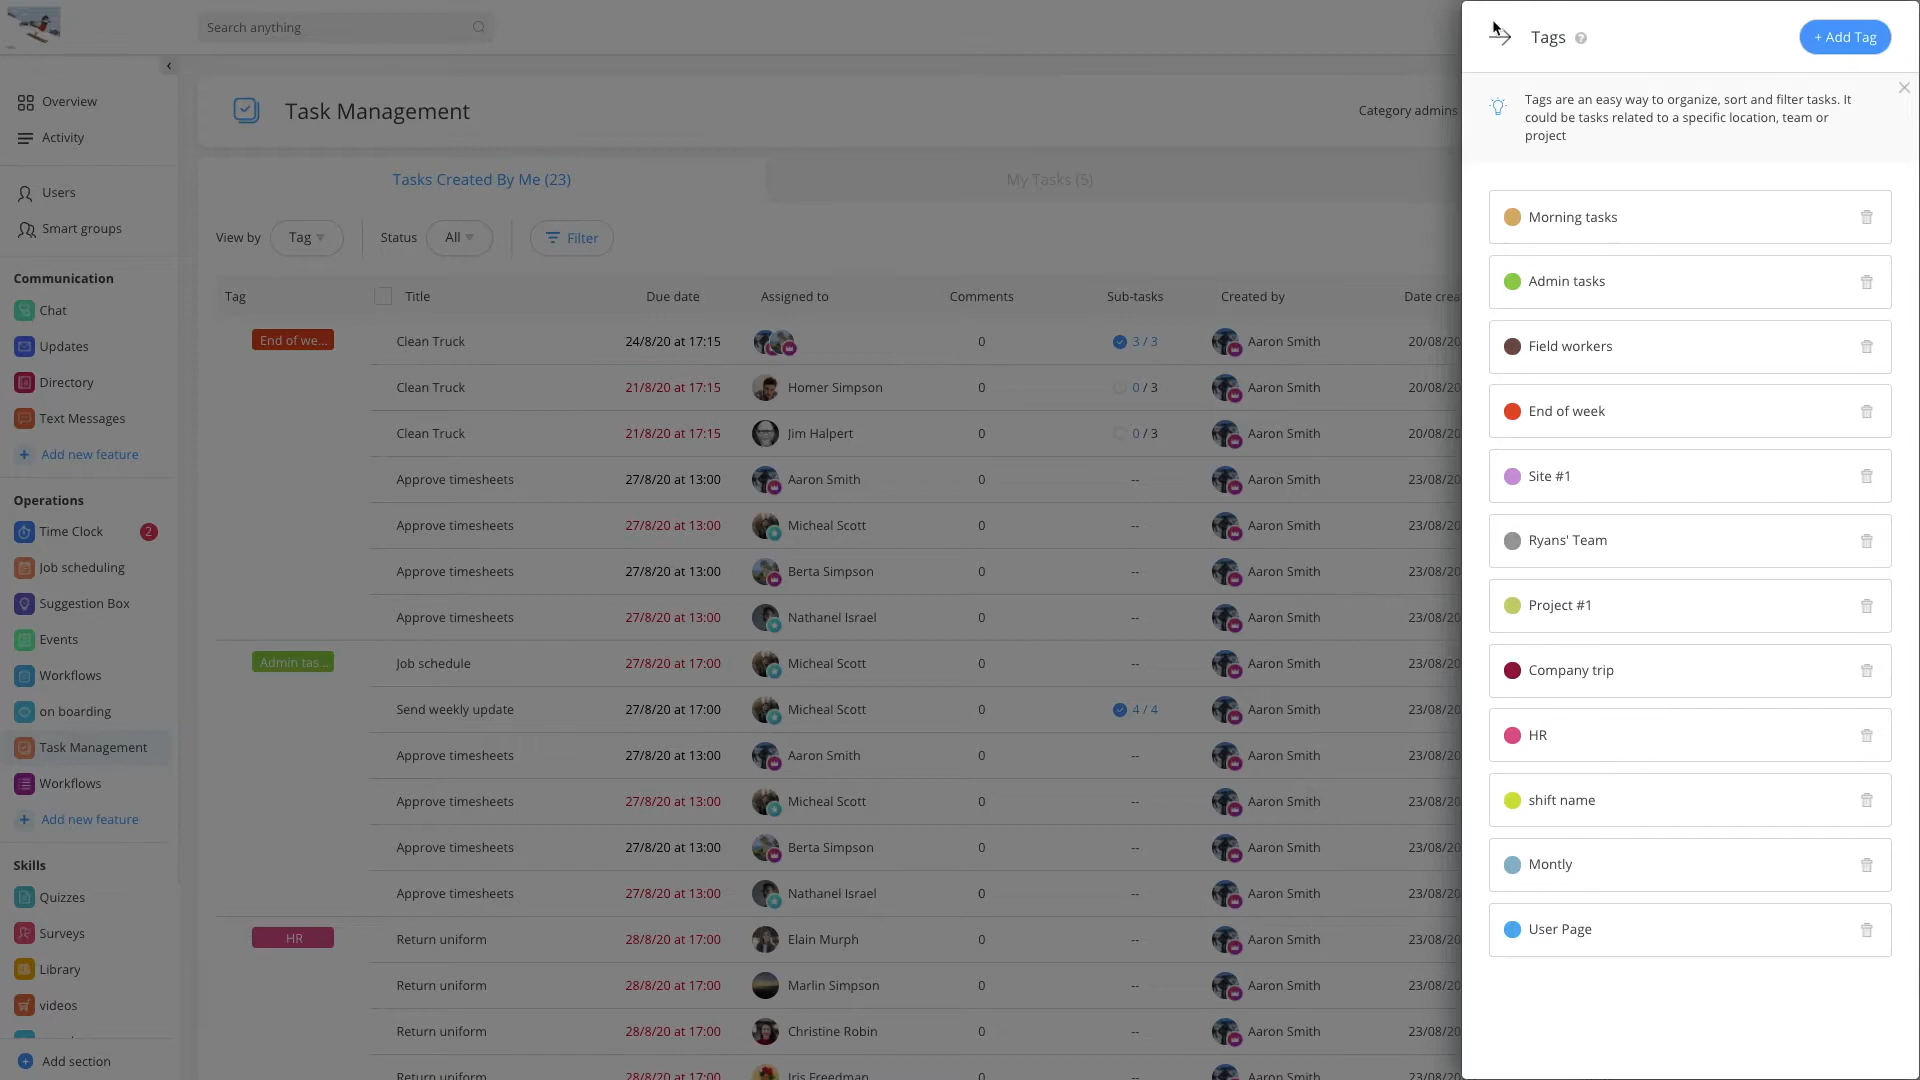 Search anything
Overview
Activity
Users
Smart groups
Communication
Chat
Updates
Directory
Text Messages
+ Add new feature
Operations
Time Clock 2
Job scheduling
Suggestion Box
Events
Workflows
on boarding
Task Management
Workflows
+ Add new feature
Skills
Quizzes
Surveys
Library
videos
Add section
Task Management
Category admins
Tasks Created By Me (23)
My Tasks (5)
View by Tag Status All Filter
Tag Title Due date Assigned to Comments Sub-tasks Created by Date crea
End of we... Clean Truck 24/8/20 at 17:15 0 3 / 3 Aaron Smith 20/08/20
Clean Truck 21/8/20 at 17:15 Homer Simpson 0 0 / 3 Aaron Smith 20/08/20
Clean Truck 21/8/20 at 17:15 Jim Halpert 0 0 / 3 Aaron Smith 20/08/20
Approve timesheets 27/8/20 at 13:00 Aaron Smith 0 -- Aaron Smith 23/08/20
Approve timesheets 27/8/20 at 13:00 Micheal Scott 0 -- Aaron Smith 23/08/20
Approve timesheets 27/8/20 at 13:00 Berta Simpson 0 -- Aaron Smith 23/08/20
Approve timesheets 27/8/20 at 13:00 Nathanel Israel 0 -- Aaron Smith 23/08/20
Admin tas... Job schedule 27/8/20 at 17:00 Micheal Scott 0 -- Aaron Smith 23/08/20
Send weekly update 27/8/20 at 17:00 Micheal Scott 0 4 / 4 Aaron Smith 23/08/20
Approve timesheets 27/8/20 at 13:00 Aaron Smith 0 -- Aaron Smith 23/08/20
Approve timesheets 27/8/20 at 13:00 Micheal Scott 0 -- Aaron Smith 23/08/20
Approve timesheets 27/8/20 at 13:00 Berta Simpson 0 -- Aaron Smith 23/08/20
Approve timesheets 27/8/20 at 13:00 Nathanel Israel 0 -- Aaron Smith 23/08/20
HR Return uniform 28/8/20 at 17:00 Elain Murph 0 -- Aaron Smith 23/08/20
Return uniform 28/8/20 at 17:00 Marlin Simpson 0 -- Aaron Smith 23/08/20
Return uniform 28/8/20 at 17:00 Christine Robin 0 -- Aaron Smith 23/08/20
Return uniform 28/8/20 at 17:00 Iris Freedman 0 -- Aaron Smith 23/08/20
Tags ?
+ Add Tag
Tags are an easy way to organize, sort and filter tasks. It
could be tasks related to a specific location, team or
project
Morning tasks
Admin tasks
Field workers
End of week
Site #1
Ryans' Team
Project #1
Company trip
HR
shift name
Montly
User Page